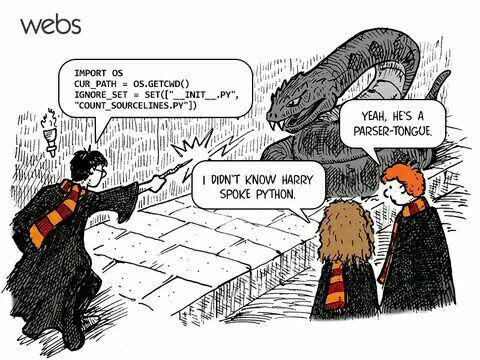 webs
IMPORT OS
CUR_PATH = OS.GETCWD()
IGNORE_SET = SET(["__INIT__.PY",
"COUNT_SOURCELINES.PY"])
YEAH, HE'S A
PARSER-TONGUE.
I DIDN'T KNOW HARRY
SPOKE PYTHON.